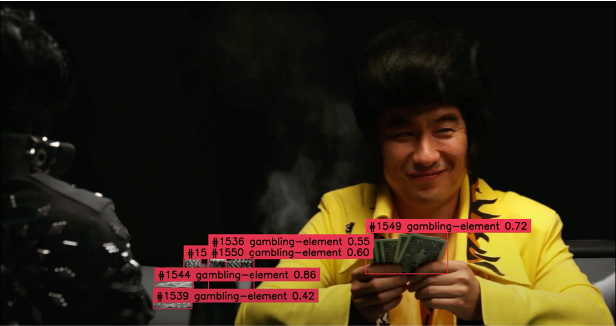 #1549 gambling-element 0.72
#1536 gambling-element 0.55
#15
#1550 gambling-element 0.60
#1544 gambling-element 0.86
#1539 gambling-element 0.42